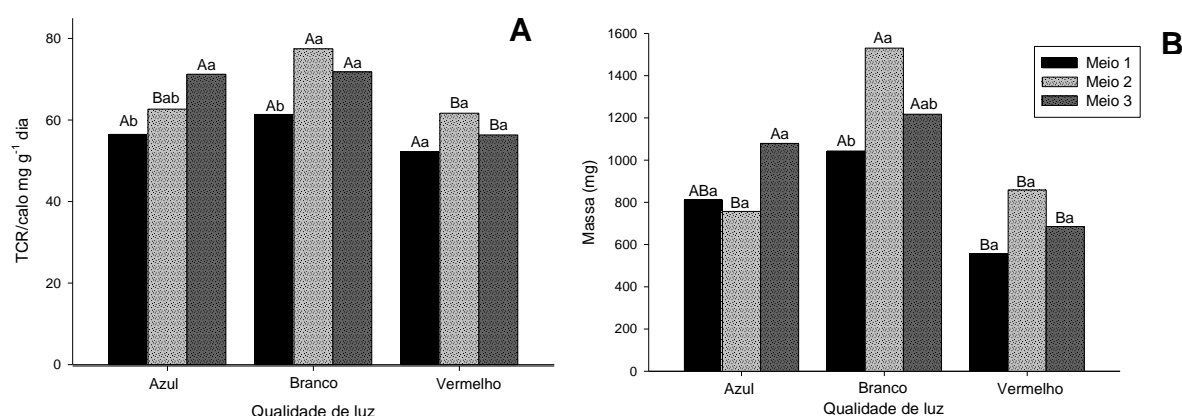 A
TCR/calo mg g⁻¹ dia
80
60
40
20
0
Ab
Bab
Aa
Ab
Aa
Aa
Aa
Ba
Ba
Azul
Branco
Vermelho
Qualidade de luz
B
Massa (mg)
1600
1400
1200
1000
800
600
400
200
0
Meio 1
Meio 2
Meio 3
ABa
Ba
Aa
Ab
Aa
Aab
Ba
Ba
Ba
Azul
Branco
Vermelho
Qualidade de luz